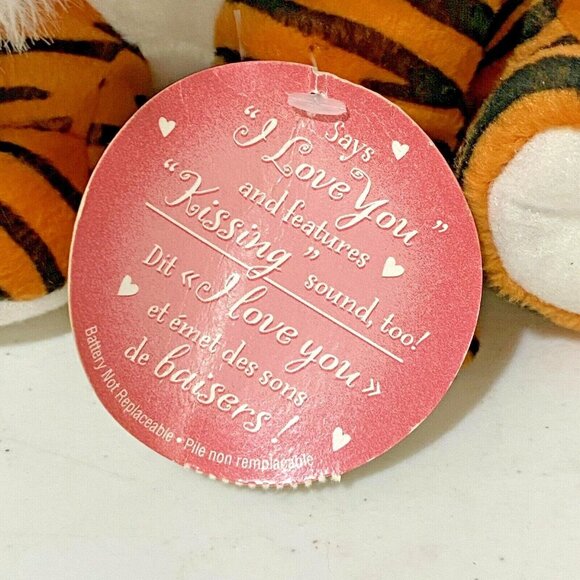 Says
"I Love You"
and features
"Kissing" sound, too!
Dit « I love you »
et émet des sons
de baisers !
Battery Not Replaceable • Pile non remplaçable